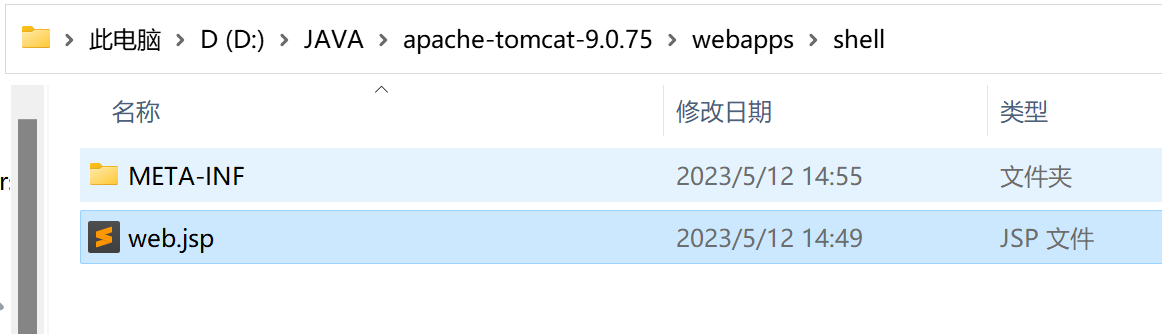 此电脑 D (D:) JAVA apache-tomcat-9.0.75 webapps shell
名称 修改日期 类型
META-INF 2023/5/12 14:55 文件夹
web.jsp 2023/5/12 14:49 JSP 文件